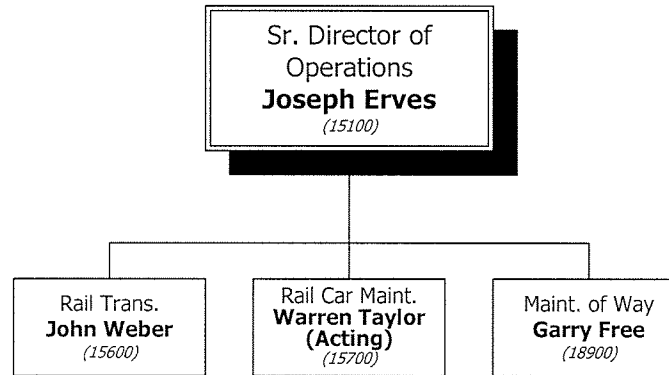 Sr. Director of
Operations
Joseph Erves
(15100)
Rail Trans.
John Weber
(15600)
Rail Car Maint.
Warren Taylor
(Acting)
(15700)
Maint. of Way
Garry Free
(18900)